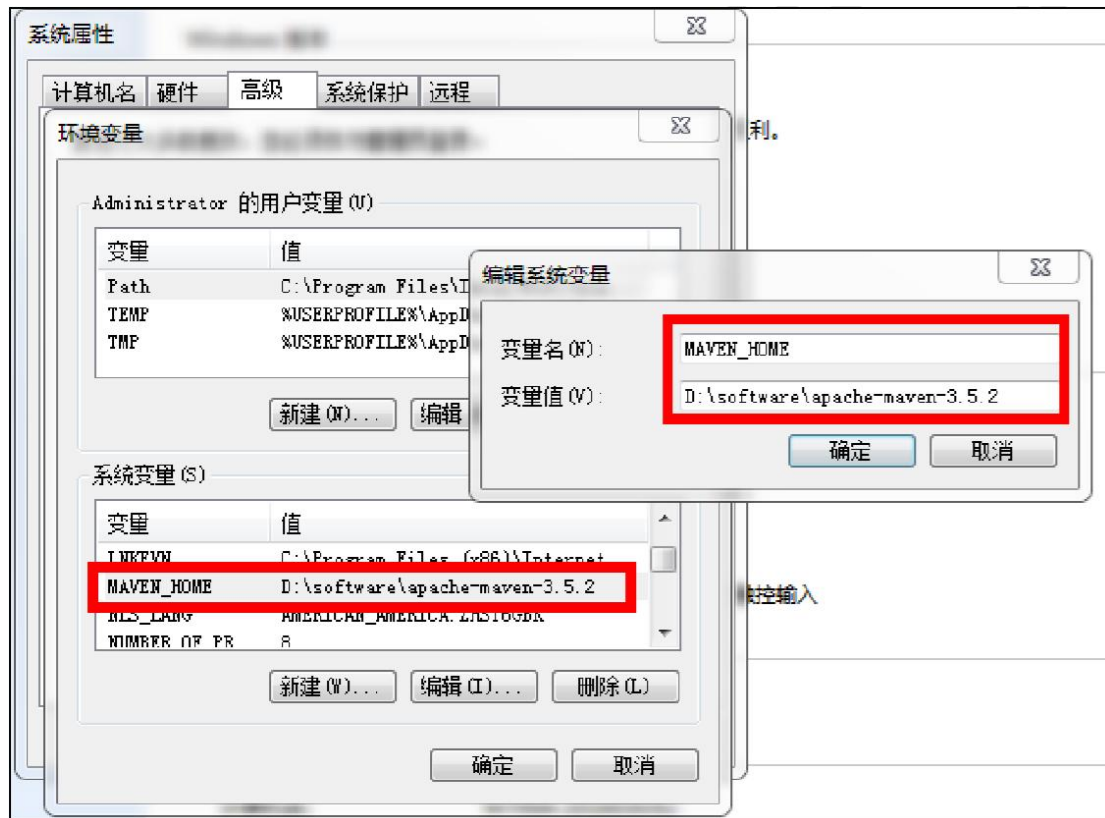 系统属性
计算机名 硬件 高级 系统保护 远程
环境变量
利。
Administrator 的用户变量(U)
变量 值
Path C:\Program Files\I
TEMP %USERPROFILE%\AppD
TMP %USERPROFILE%\AppD
新建(N)... 编辑
编辑系统变量
变量名(N): MAVEN_HOME
变量值(V): D:\software\apache-maven-3.5.2
确定 取消
系统变量(S)
变量 值
C:\Program Files (x86)\Internet
MAVEN_HOME D:\software\apache-maven-3.5.2
NLS_LANG AMERICAN_AMERICA.ZHS16GBK
NUMBER_OF_PR 8
控输入
新建(W)... 编辑(I)... 删除(L)
确定 取消